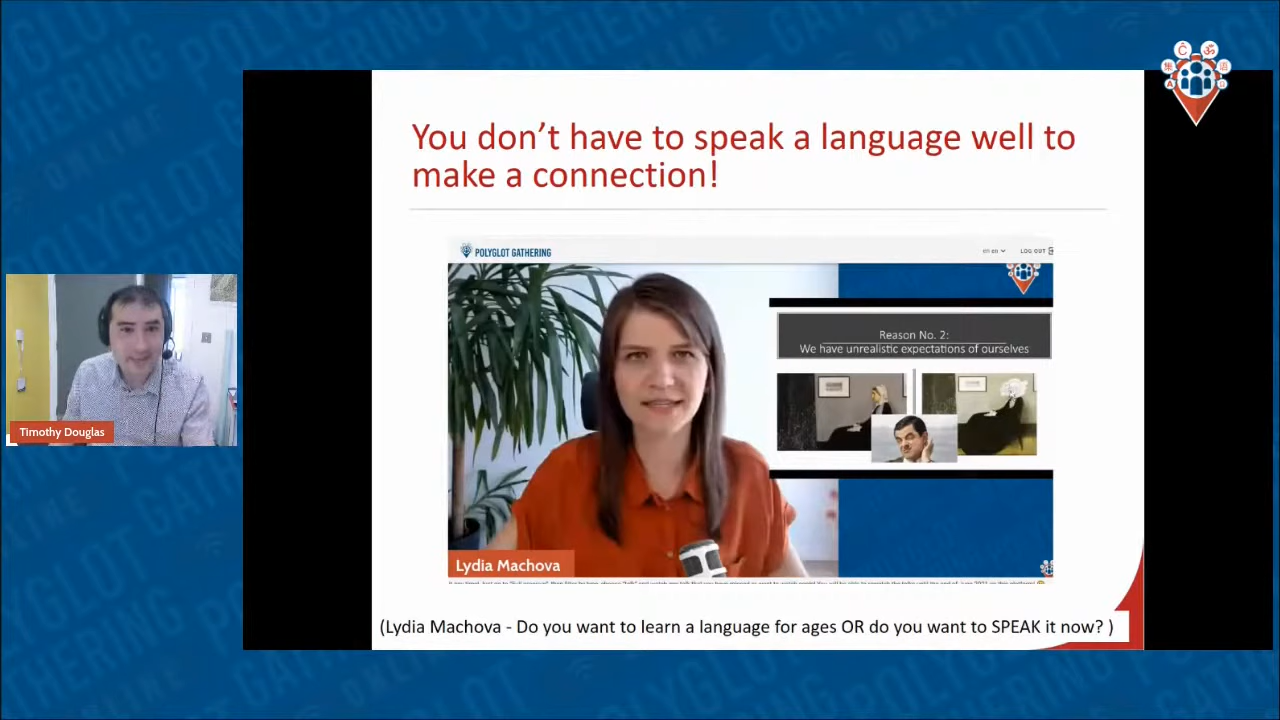 You don't have to speak a language well to
make a connection!
POLYGLOT GATHERING
en en
LOG OUT
Reason No. 2:
We have unrealistic expectations of ourselves
Timothy Douglas
Lydia Machova
(Lydia Machova - Do you want to learn a language for ages OR do you want to SPEAK it now? )